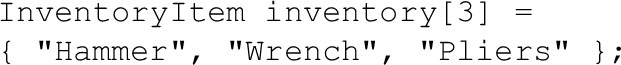 InventoryItem inventory[3] =
{ "Hammer", "Wrench", "Pliers" };